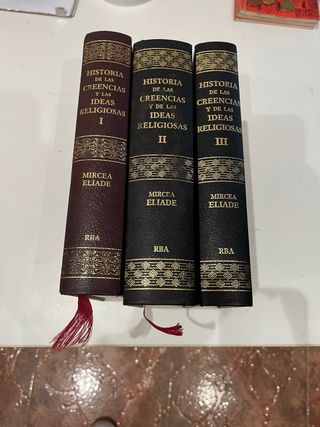 HISTORIA
DE LAS
CREENCIAS
Y LAS
IDEAS
RELIGIOSAS
I
MIRCEA
ELIADE
RBA
HISTORIA
DE LAS
CREENCIAS
Y DE LAS
IDEAS
RELIGIOSAS
II
MIRCEA
ELIADE
RBA
HISTORIA
DE LAS
CREENCIAS
Y DE LAS
IDEAS
RELIGIOSAS
III
MIRCEA
ELIADE
RBA